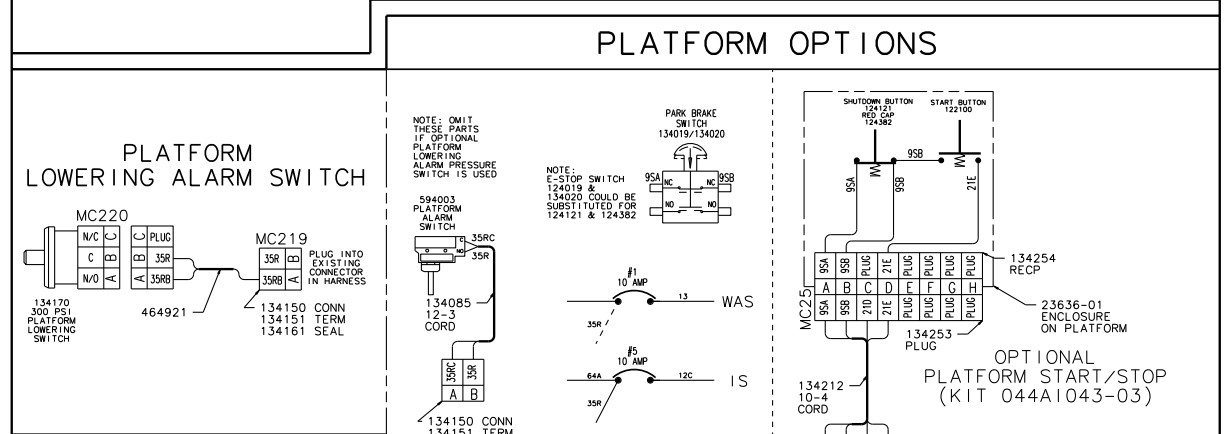 PLATFORM OPTIONS
PLATFORM
LOWERING ALARM SWITCH
MC220
N/C
C
C
PLUG
C
B
B
35R
N/O
A
A
35RB
MC219
35R
B
35RB
A
PLUG INTO
EXISTING
CONNECTOR
IN HARNESS
134170
300 PSI
PLATFORM
LOWERING
SWITCH
464921
134150 CONN
134151 TERM
134161 SEAL
NOTE: OMIT
THESE PARTS
IF OPTIONAL
PLATFORM
LOWERING
ALARM PRESSURE
SWITCH IS USED
594003
PLATFORM
ALARM
SWITCH
C
35RC
NO
35R
134085
12-3
CORD
35RC
35R
A
B
134150 CONN
134151 TERM
PARK BRAKE
SWITCH
134019/134020
NOTE:
E-STOP SWITCH
124019 &
134020 COULD BE
SUBSTITUTED FOR
124121 & 124382
9SA
NC
NC
9SB
NO
NO
#1
10 AMP
13
WAS
35R
#5
10 AMP
64A
12C
IS
35R
SHUTDOWN BUTTON
124121
RED CAP
124382
START BUTTON
122100
9SB
9SA
9SB
21E
MC25
9SA
9SB
PLUG
21E
PLUG
PLUG
PLUG
PLUG
A
B
C
D
E
F
G
H
9SA
9SB
21D
21E
PLUG
PLUG
PLUG
PLUG
134254
RECP
23636-01
ENCLOSURE
ON PLATFORM
134253
PLUG
134212
10-4
CORD
OPTIONAL
PLATFORM START/STOP
(KIT 044A1043-03)